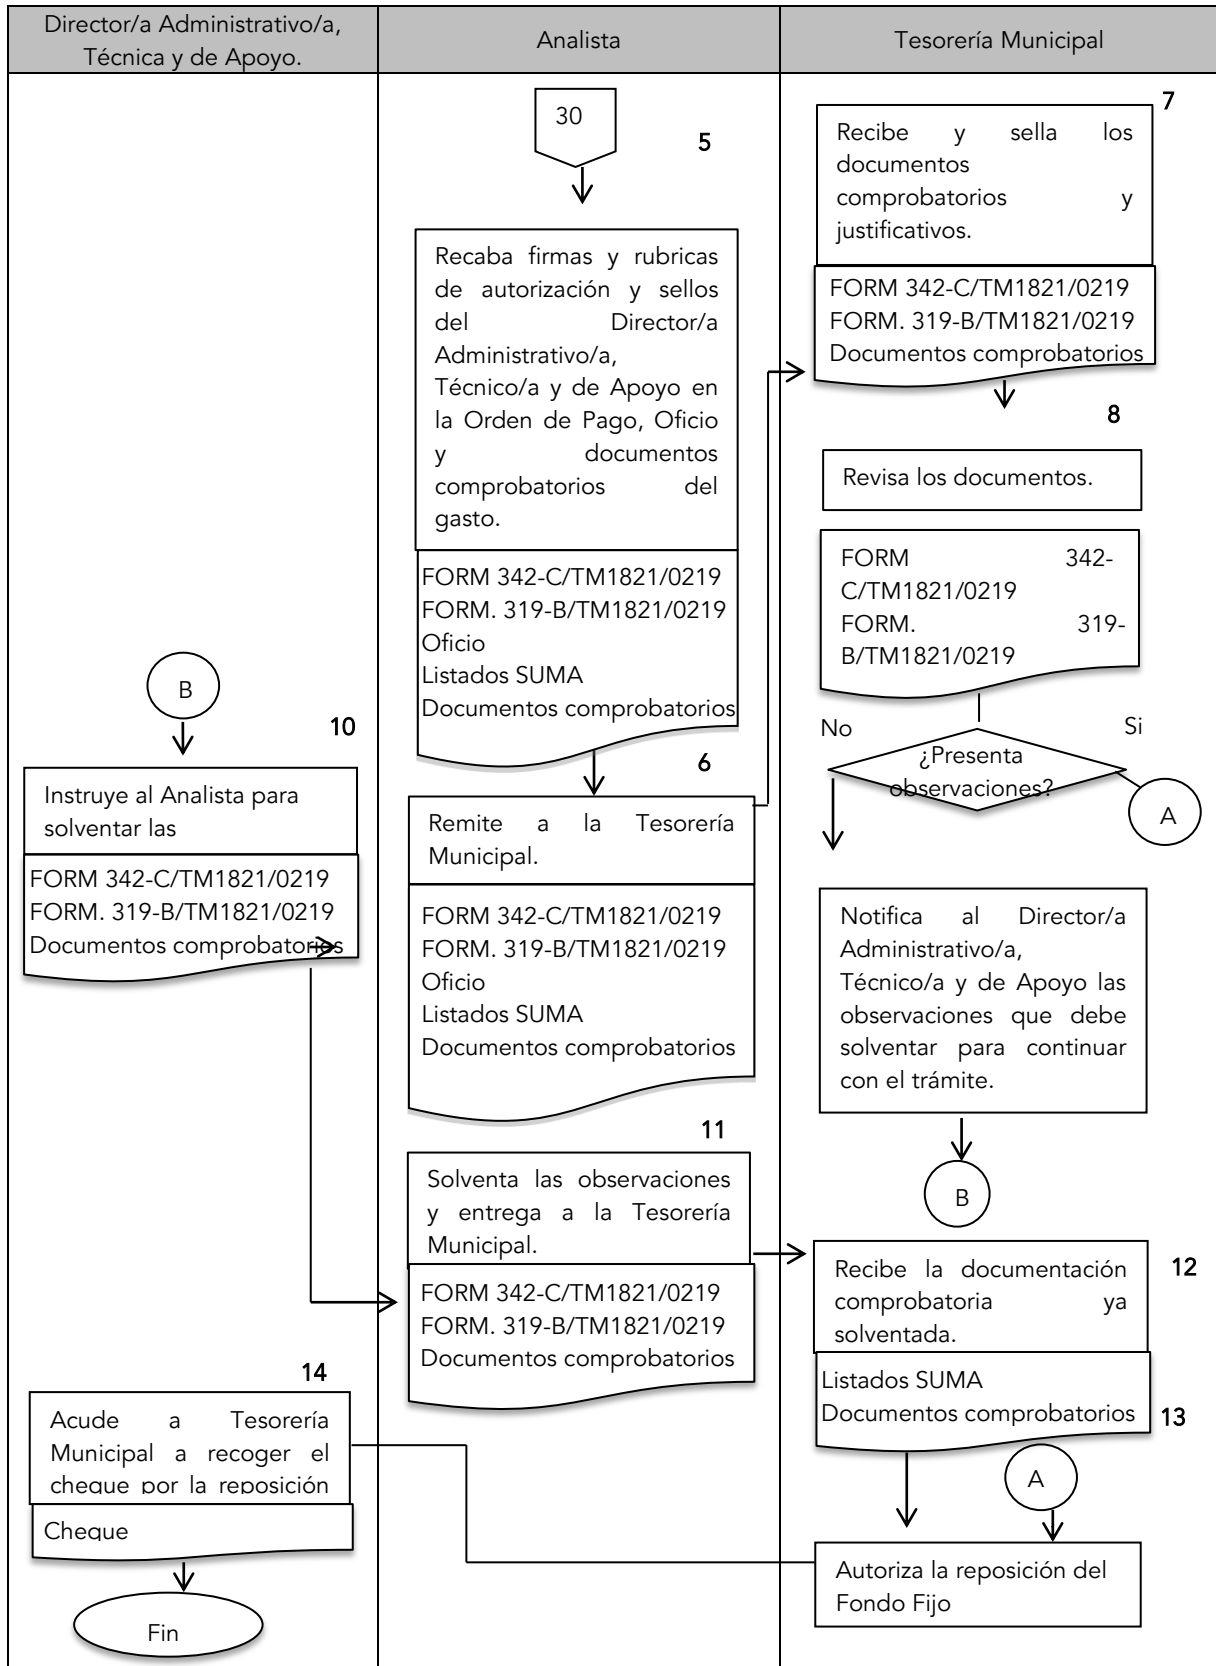 Director/a Administrativo/a,
Técnica y de Apoyo.
Analista
Tesorería Municipal
30
5
Recaba firmas y rubricas
de autorización y sellos
del Director/a
Administrativo/a,
Técnico/a y de Apoyo en
la Orden de Pago, Oficio
y documentos
comprobatorios del
gasto.
FORM 342-C/TM1821/0219
FORM. 319-B/TM1821/0219
Oficio
Listados SUMA
Documentos comprobatorios
6
Remite a la Tesorería
Municipal.
FORM 342-C/TM1821/0219
FORM. 319-B/TM1821/0219
Oficio
Listados SUMA
Documentos comprobatorios
7
Recibe y sella los
documentos
comprobatorios y
justificativos.
FORM 342-C/TM1821/0219
FORM. 319-B/TM1821/0219
Documentos comprobatorios
8
Revisa los documentos.
FORM 342-
C/TM1821/0219
FORM. 319-
B/TM1821/0219
No
Si
¿Presenta
observaciones?
A
Notifica al Director/a
Administrativo/a,
Técnico/a y de Apoyo las
observaciones que debe
solventar para continuar
con el trámite.
B
B
10
Instruye al Analista para
solventar las
FORM 342-C/TM1821/0219
FORM. 319-B/TM1821/0219
Documentos comprobatorios
11
Solventa las observaciones
y entrega a la Tesorería
Municipal.
FORM 342-C/TM1821/0219
FORM. 319-B/TM1821/0219
Documentos comprobatorios
12
Recibe la documentación
comprobatoria ya
solventada.
Listados SUMA
Documentos comprobatorios
13
A
Autoriza la reposición del
Fondo Fijo
14
Acude a Tesorería
Municipal a recoger el
cheque por la reposición
Cheque
Fin